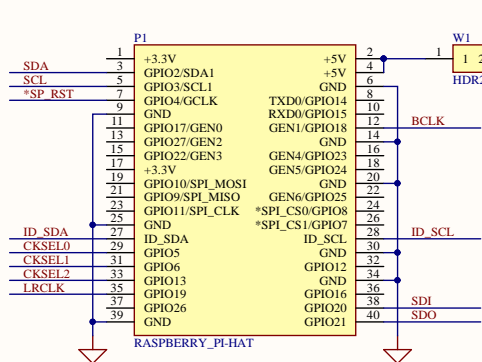 P1
W1
1 +3.3V +5V 2 1 1 2
SDA 3 GPIO2/SDA1 +5V 4
SCL 5 GPIO3/SCL1 GND 6 HDR2
*SP_RST 7 GPIO4/GCLK TXD0/GPIO14 8
9 GND RXD0/GPIO15 10
11 GPIO17/GEN0 GEN1/GPIO18 12 BCLK
13 GPIO27/GEN2 GND 14
15 GPIO22/GEN3 GEN4/GPIO23 16
17 +3.3V GEN5/GPIO24 18
19 GPIO10/SPI_MOSI GND 20
21 GPIO9/SPI_MISO GEN6/GPIO25 22
23 GPIO11/SPI_CLK *SPI_CS0/GPIO8 24
25 GND *SPI_CS1/GPIO7 26
ID_SDA 27 ID_SDA ID_SCL 28 ID_SCL
CKSEL0 29 GPIO5 GND 30
CKSEL1 31 GPIO6 GPIO12 32
CKSEL2 33 GPIO13 GND 34
LRCLK 35 GPIO19 GPIO16 36
37 GPIO26 GPIO20 38 SDI
39 GND GPIO21 40 SDO
RASPBERRY_PI-HAT